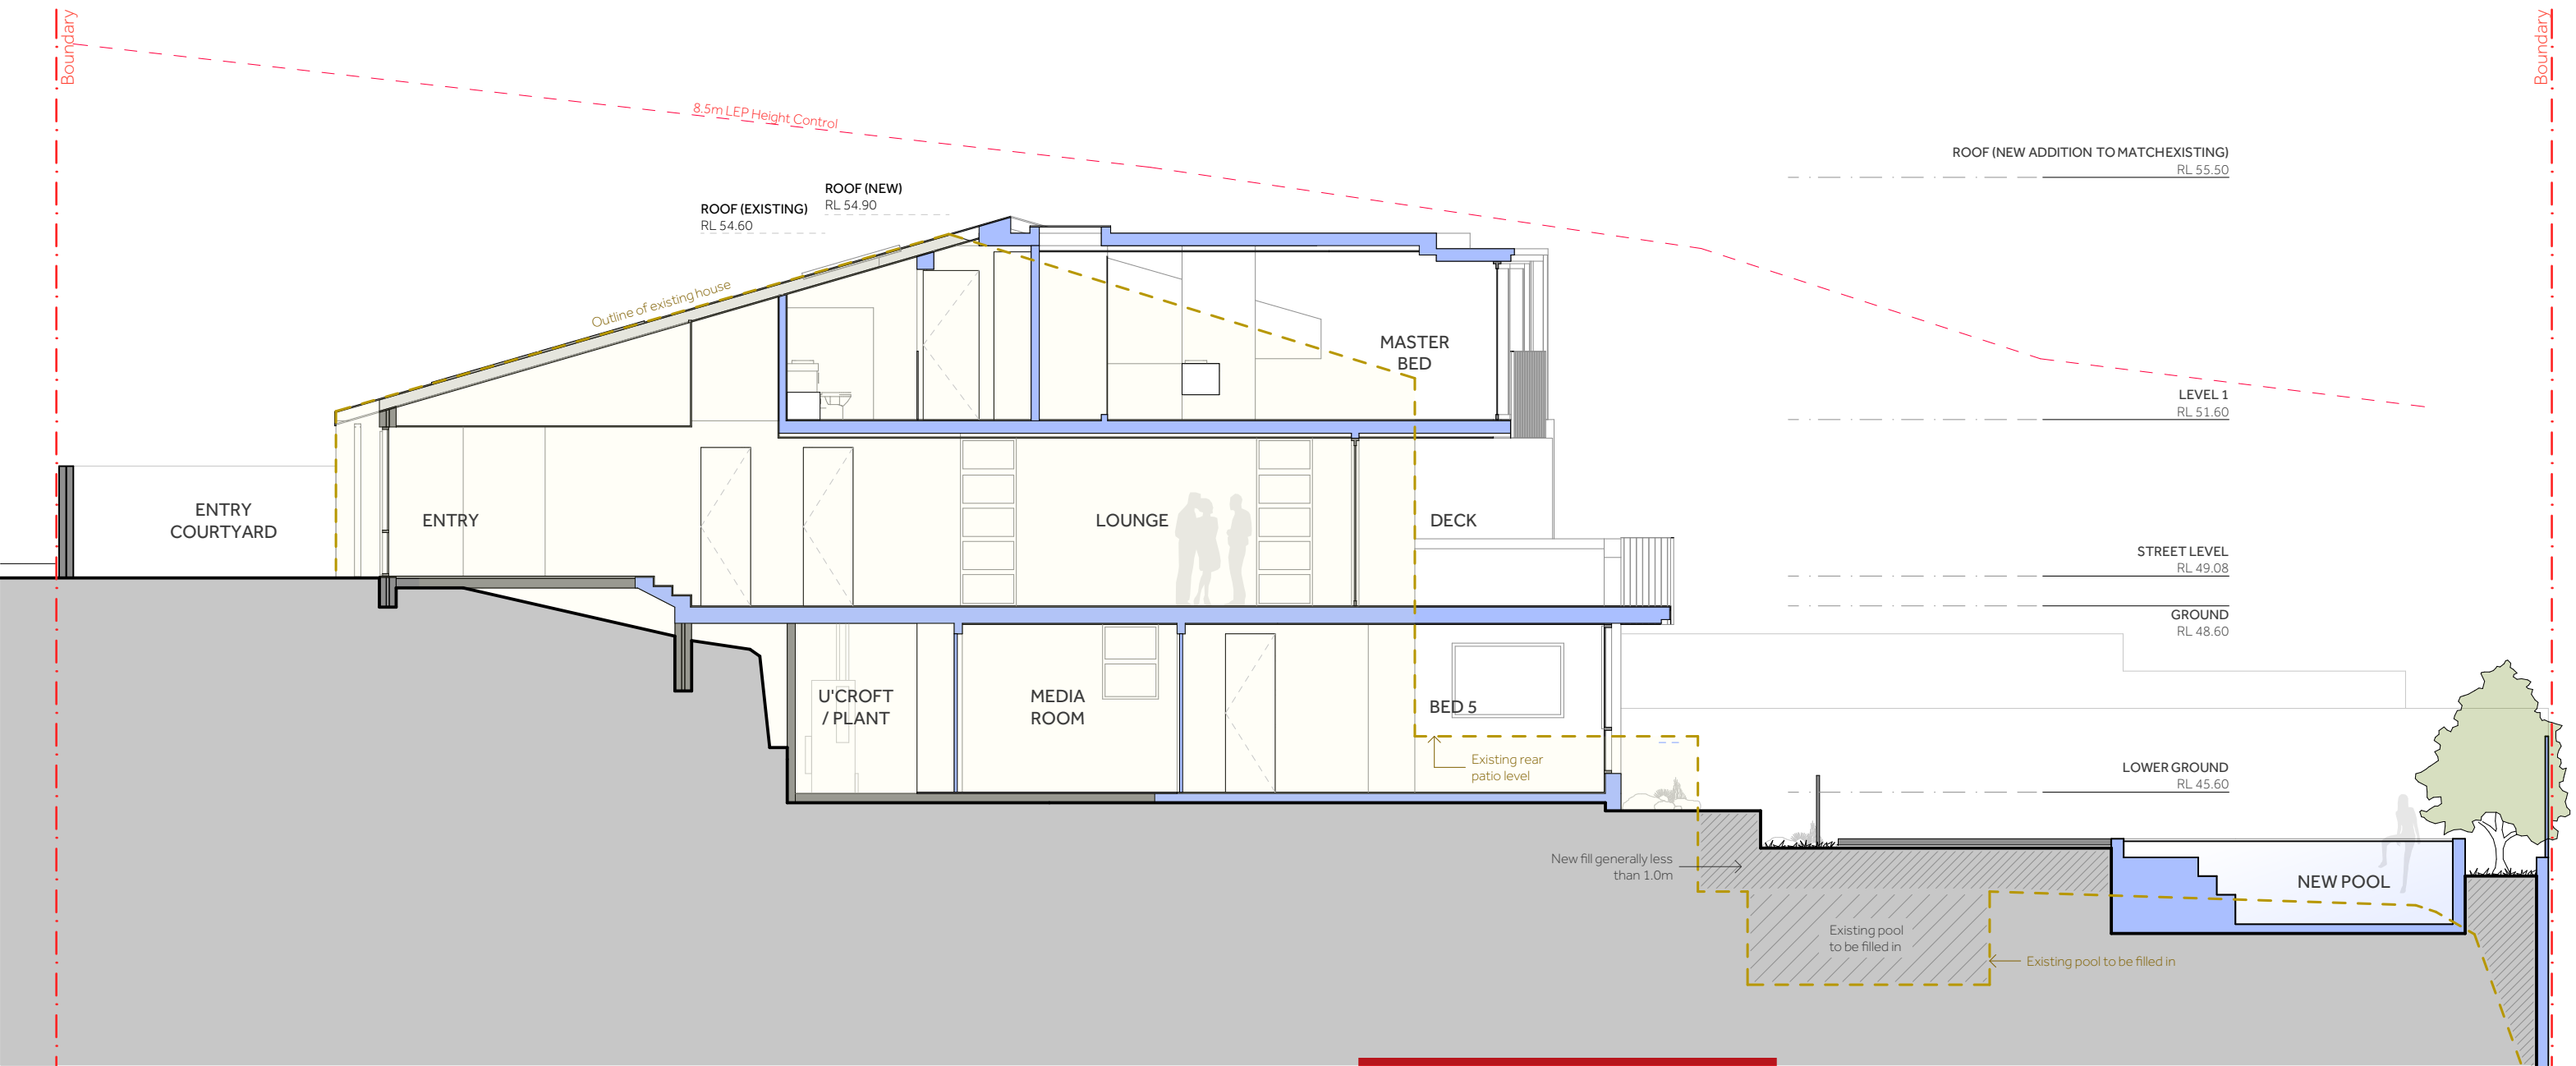 Boundary
Boundary
8.5m LEP Height Control
ROOF (NEW ADDITION TO MATCH EXISTING)
RL 55.50
ROOF (NEW)
RL 54.90
ROOF (EXISTING)
RL 54.60
Outline of existing house
MASTER
BED
LEVEL 1
RL 51.60
ENTRY
COURTYARD
ENTRY
LOUNGE
DECK
STREET LEVEL
RL 49.08
GROUND
RL 48.60
U'CROFT
/ PLANT
MEDIA
ROOM
BED 5
Existing rear
patio level
LOWER GROUND
RL 45.60
New fill generally less
than 1.0m
NEW POOL
Existing pool
to be filled in
Existing pool to be filled in